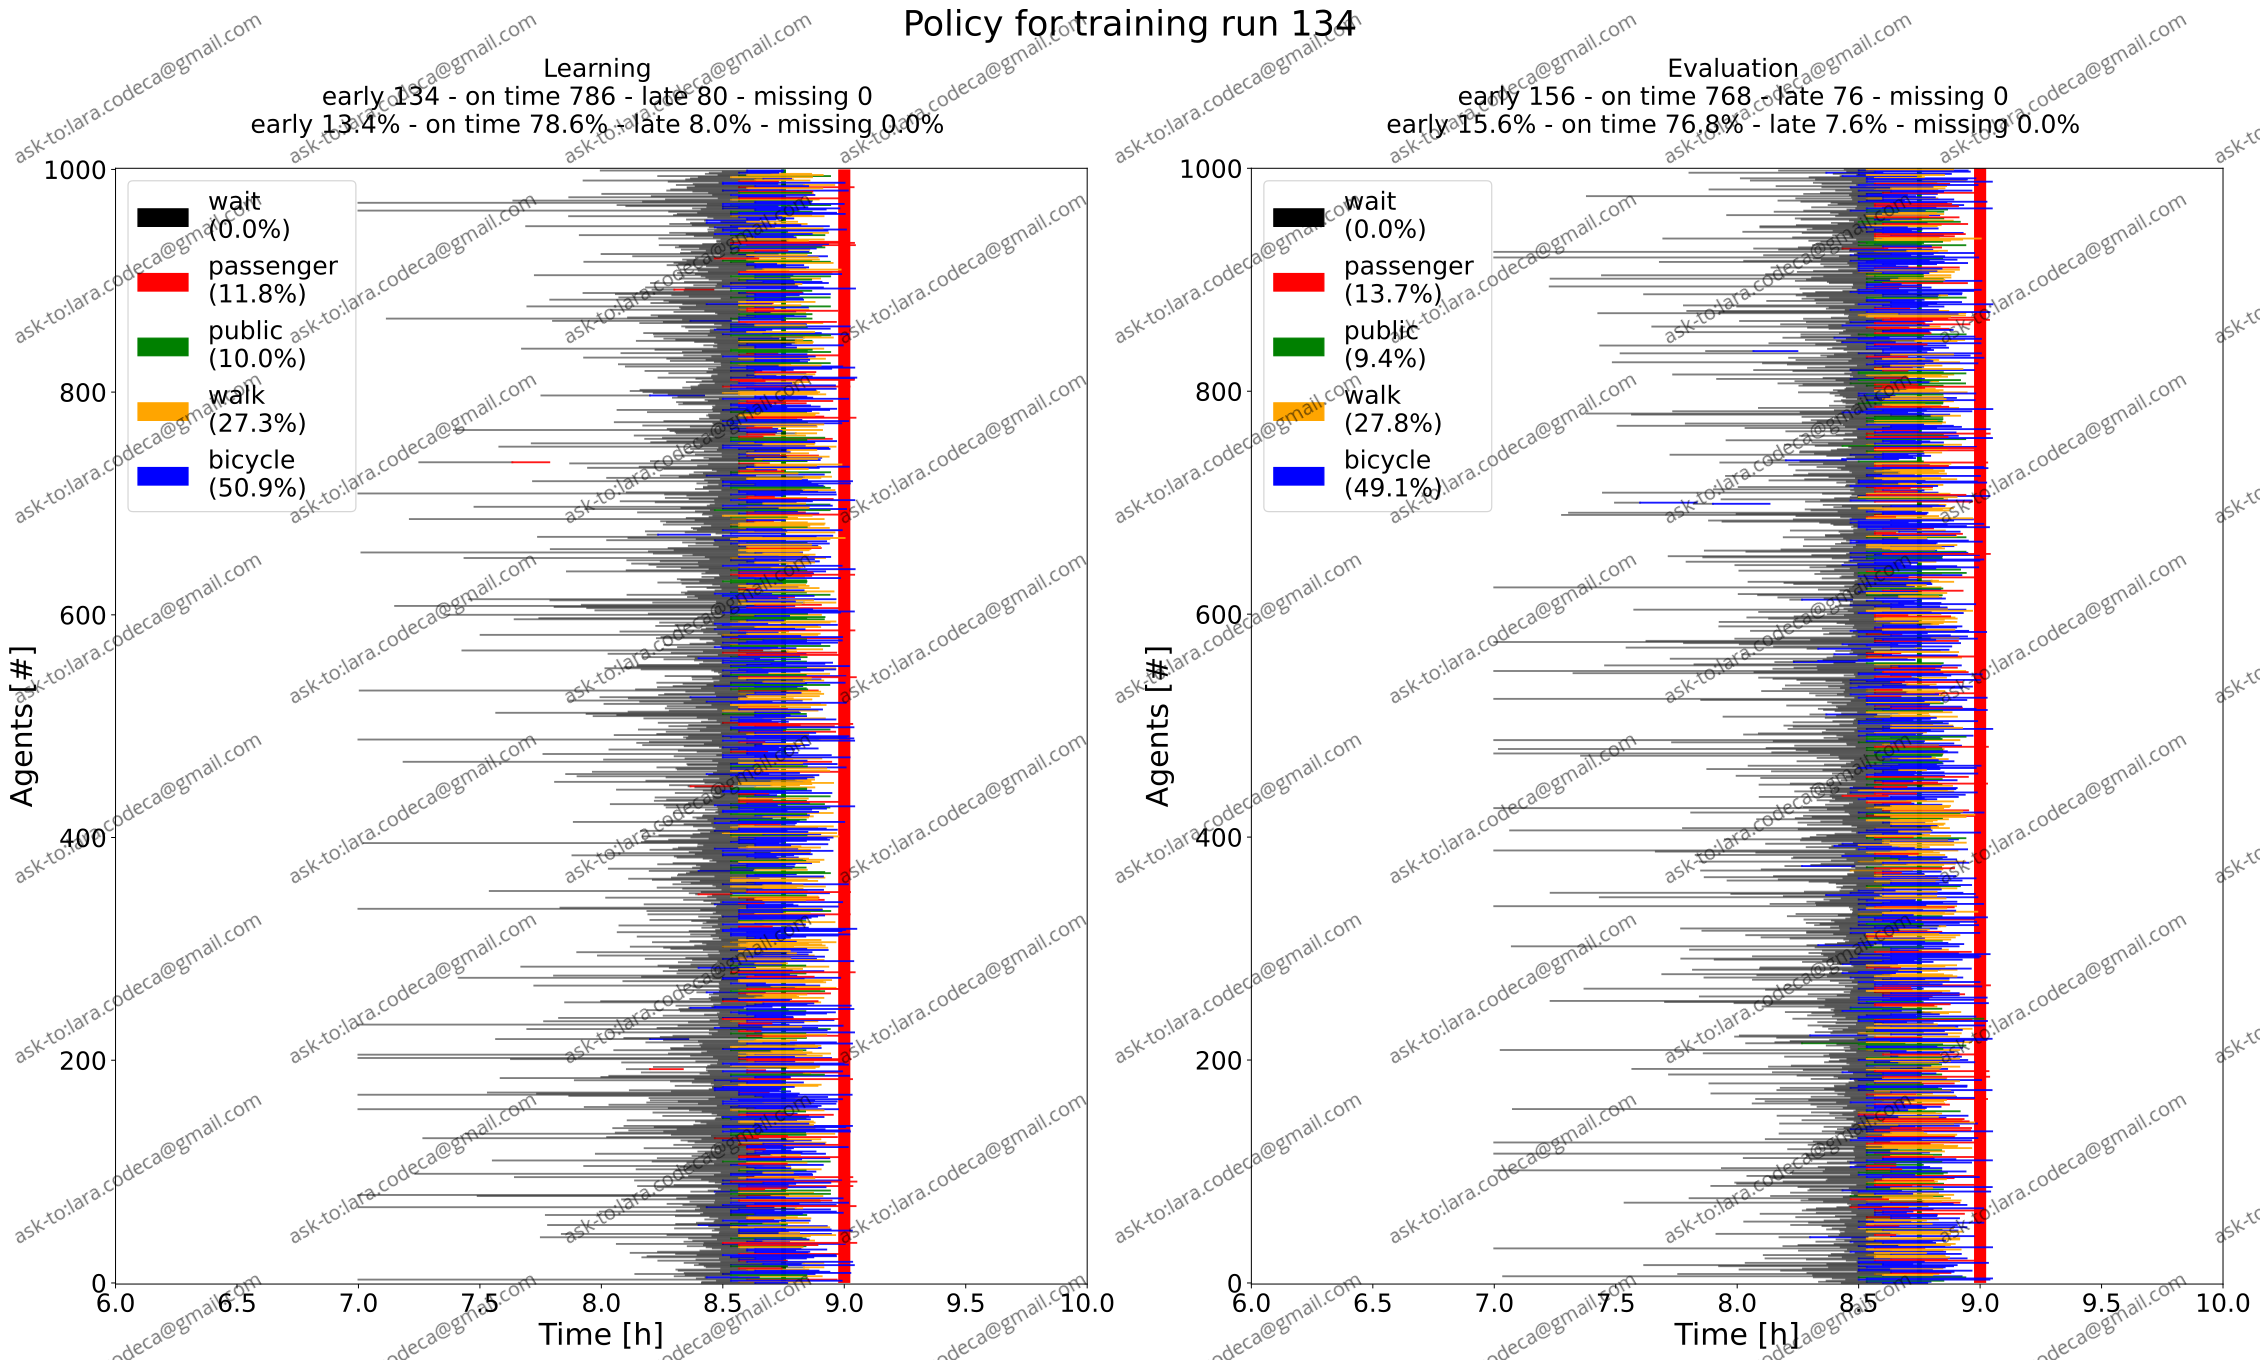 Policy for training run 134
Learning
early 134 - on time 786 - late 80 - missing 0
early 13.4% - on time 78.6% - late 8.0% - missing 0.0%
1000
800
600
400
200
0
Agents [#]
wait
(0.0%)
passenger
(11.8%)
public
(10.0%)
walk
(27.3%)
bicycle
(50.9%)
6.0 6.5 7.0 7.5 8.0 8.5 9.0 9.5 10.0
Time [h]
Evaluation
early 156 - on time 768 - late 76 - missing 0
early 15.6% - on time 76.8% - late 7.6% - missing 0.0%
1000
800
600
400
200
0
Agents [#]
wait
(0.0%)
passenger
(13.7%)
public
(9.4%)
walk
(27.8%)
bicycle
(49.1%)
6.0 6.5 7.0 7.5 8.0 8.5 9.0 9.5 10.0
Time [h]
ask-to:lara.codeca@gmail.com